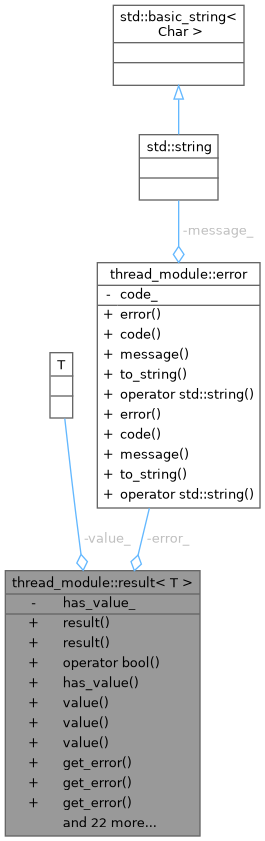 std::basic_string<
Char >
std::string
-message_
thread_module::error
- code_
+ error()
+ code()
+ message()
+ to_string()
+ operator std::string()
+ error()
+ code()
+ message()
+ to_string()
+ operator std::string()
T
-value_
-error_
thread_module::result< T >
- has_value_
+ result()
+ result()
+ operator bool()
+ has_value()
+ value()
+ value()
+ value()
+ get_error()
+ get_error()
+ get_error()
and 22 more...